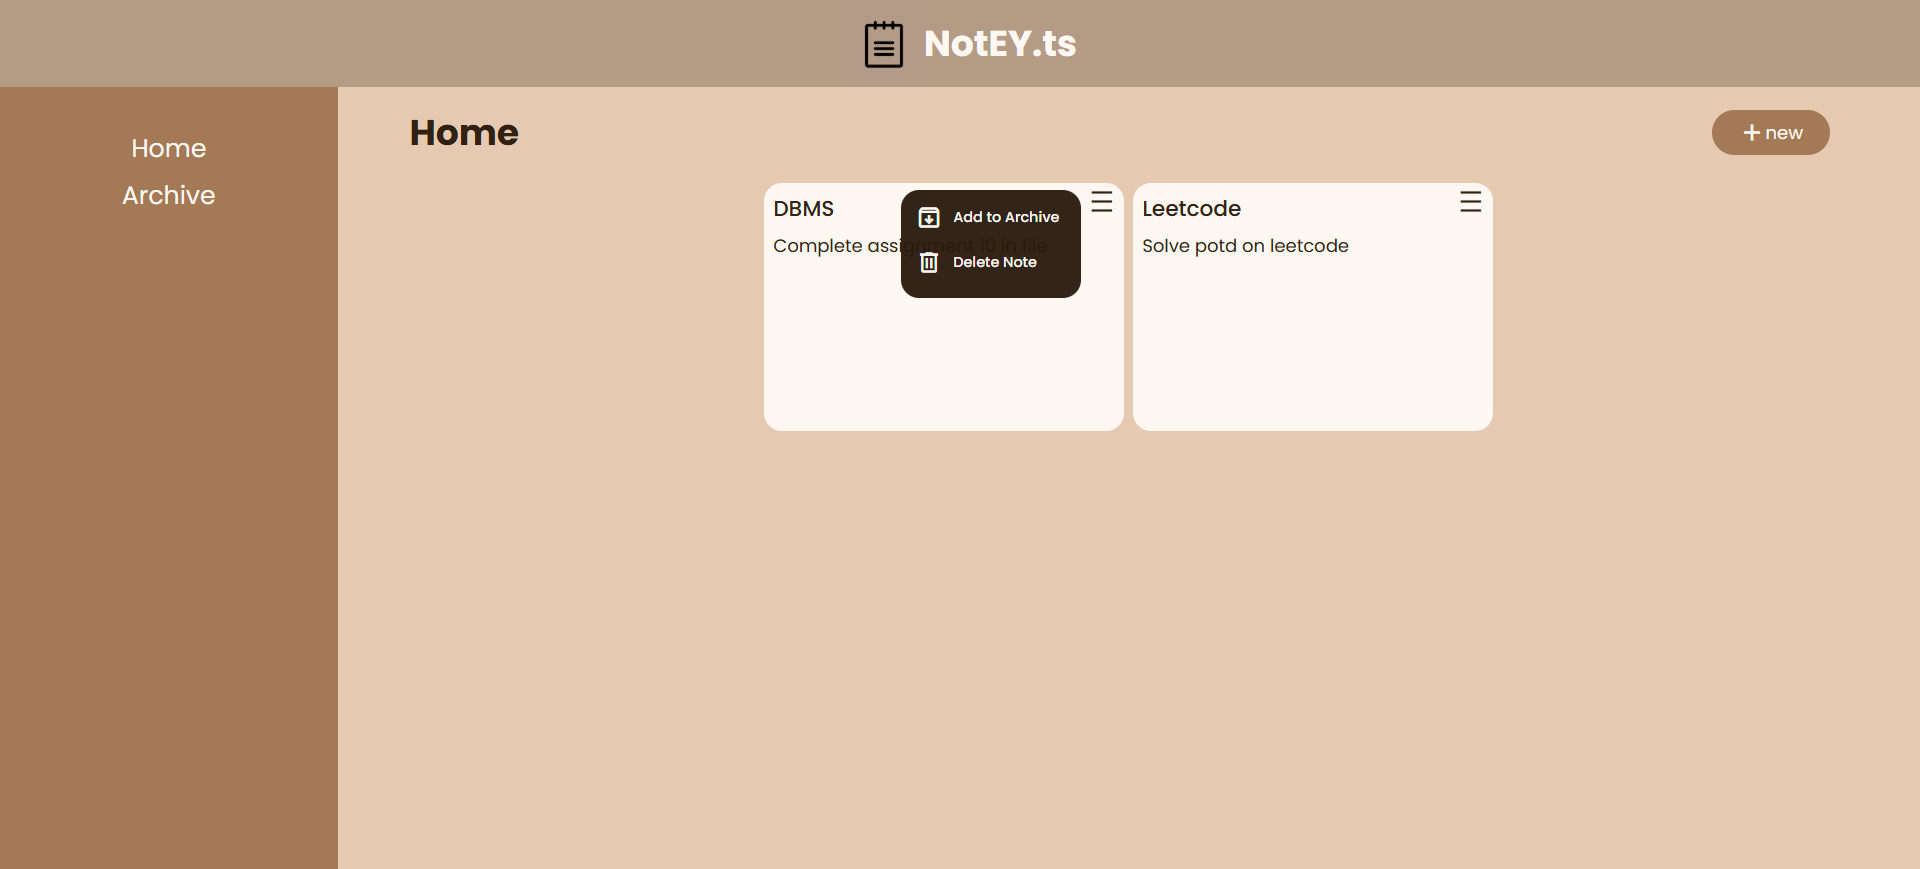 NotEY.ts
Home
Archive
Home
new
DBMS
Complete assignment 10 in file
Add to Archive
Delete Note
Leetcode
Solve potd on leetcode